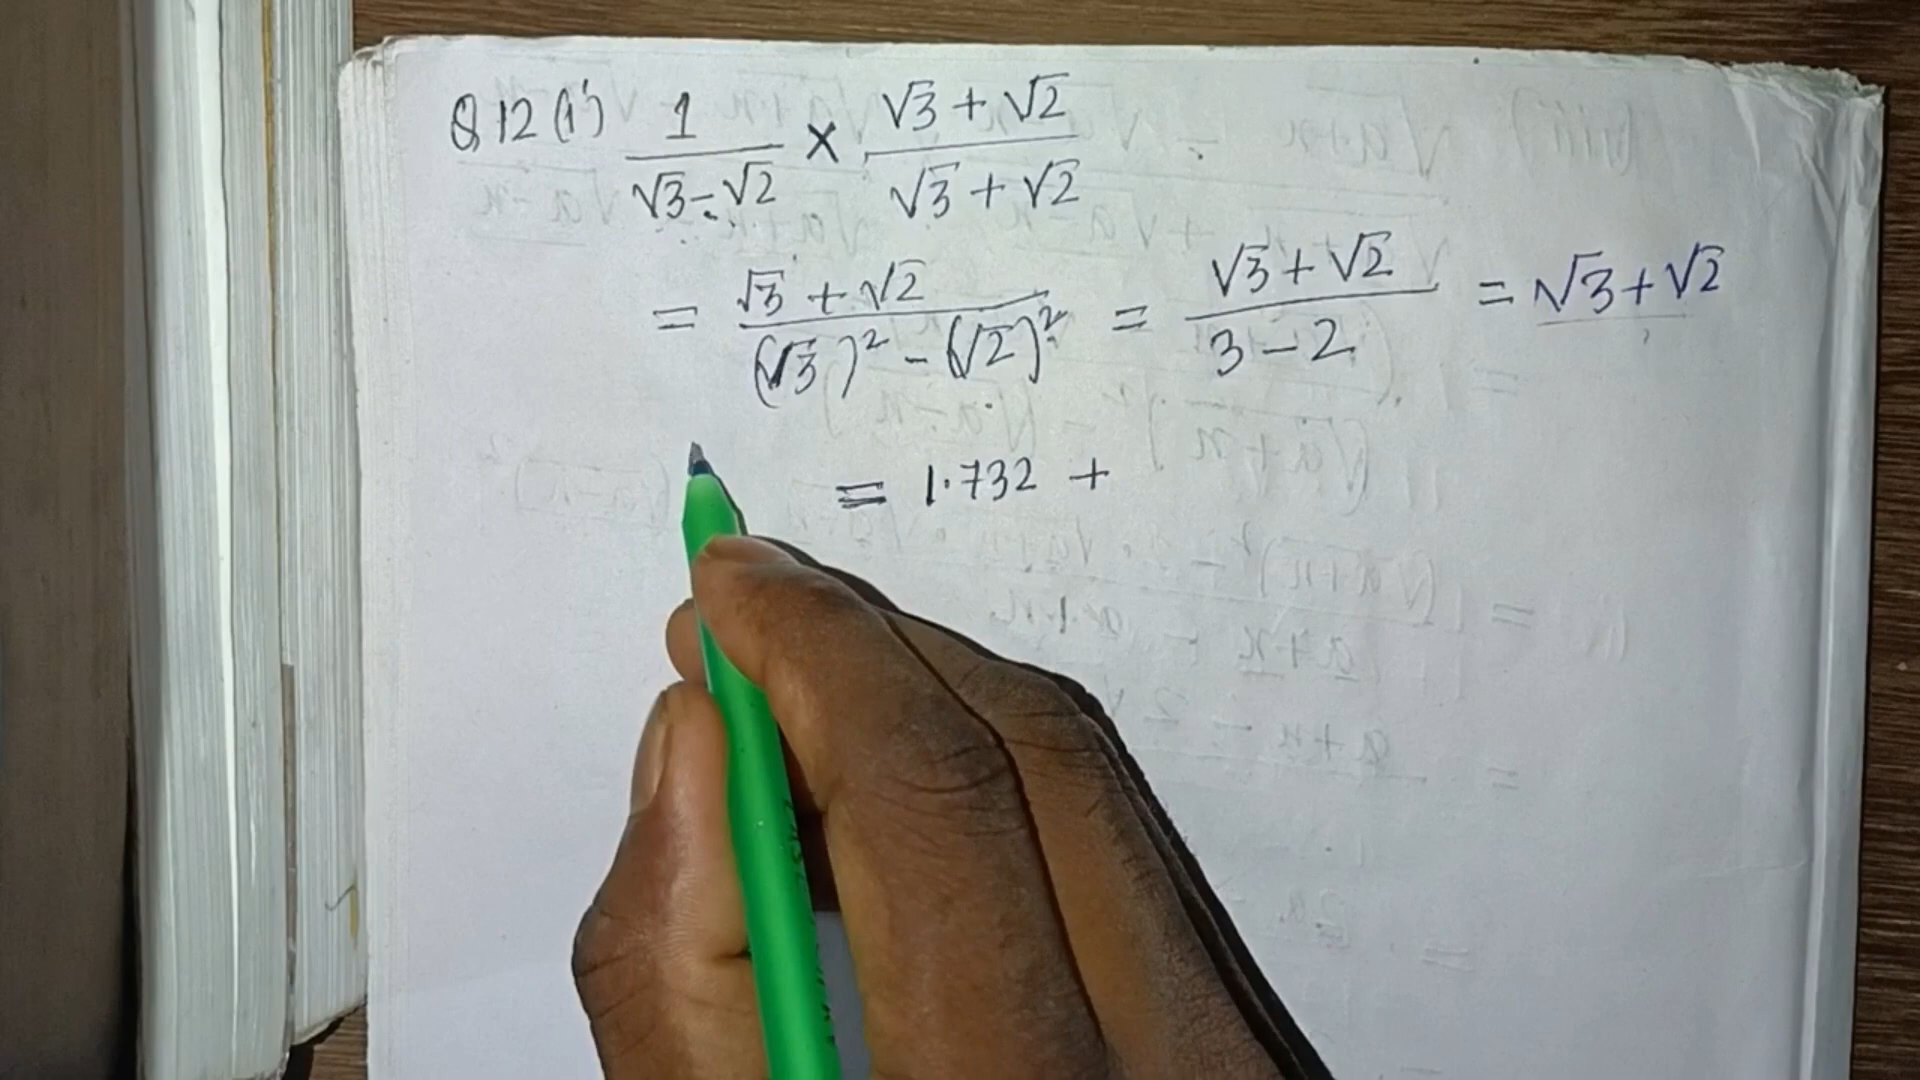 Q 12 (i) 1/(√3-√2) × (√3+√2)/(√3+√2)
= (√3+√2)/((√3)² - (√2)²) = (√3+√2)/(3-2) = √3+√2
= 1.732 +